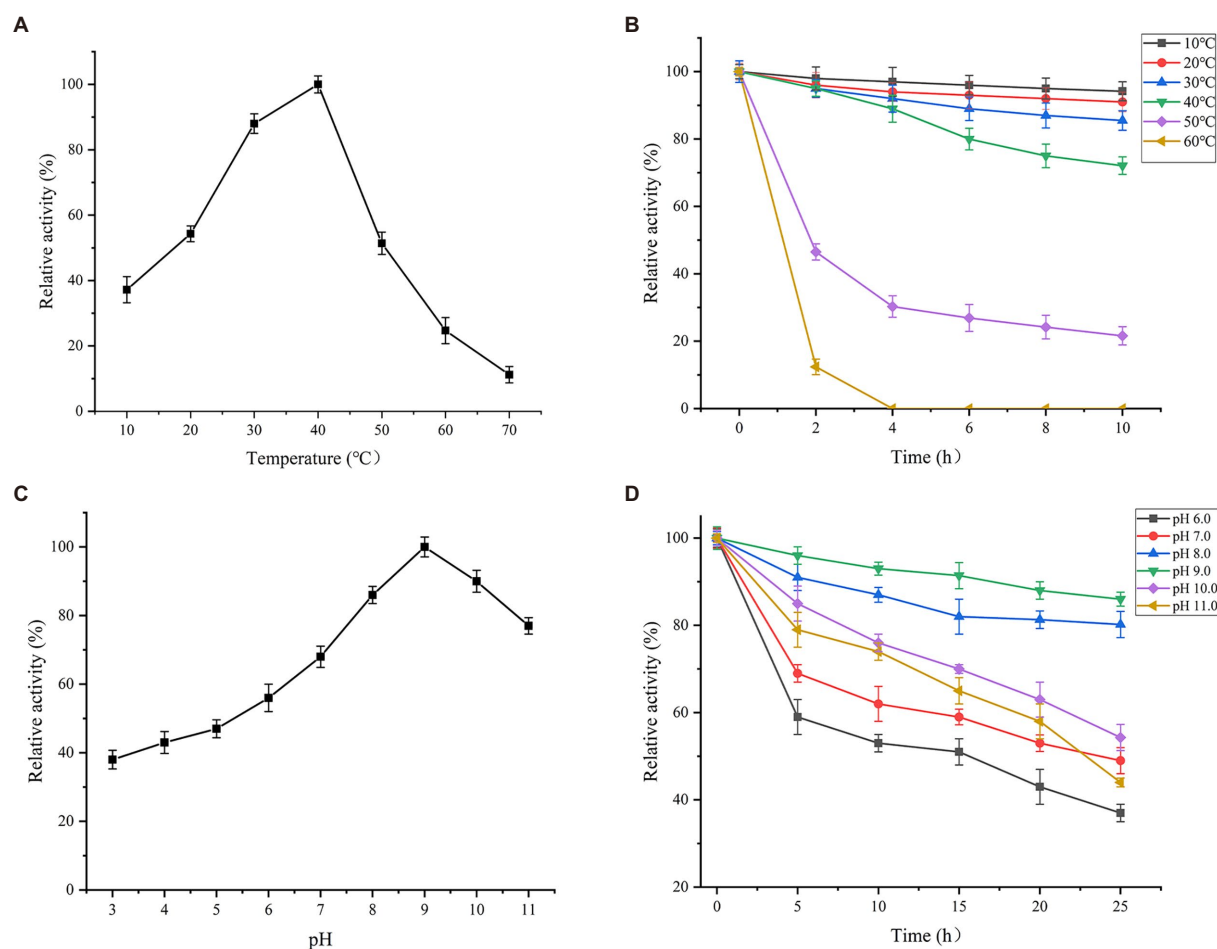 A
Relative activity (%)
100
80
60
40
20
0
10 20 30 40 50 60 70
Temperature (℃）
B
Relative activity (%)
100
80
60
40
20
0
0 2 4 6 8 10
Time (h）
10℃
20℃
30℃
40℃
50℃
60℃
C
Relative activity (%)
100
80
60
40
20
0
3 4 5 6 7 8 9 10 11
pH
D
Relative activity (%)
100
80
60
40
20
0 5 10 15 20 25
Time (h）
pH 6.0
pH 7.0
pH 8.0
pH 9.0
pH 10.0
pH 11.0